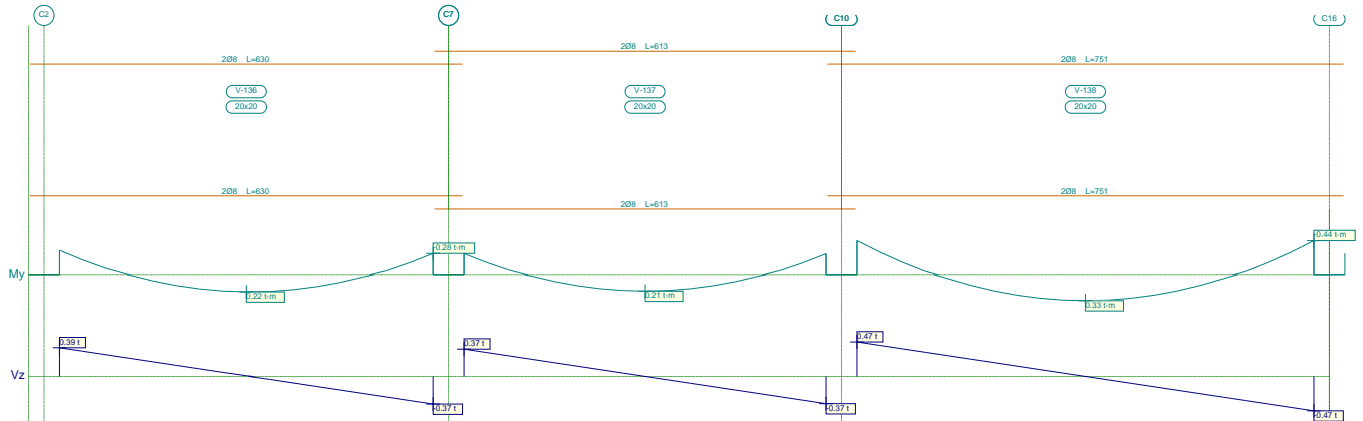 C2 C7 C10 C16
2Ø8 L=613
2Ø8 L=630 2Ø8 L=751
V-136 V-137 V-138
20x20 20x20 20x20
2Ø8 L=630 2Ø8 L=751
2Ø8 L=613
-0.44 t·m
-0.28 t·m
My
0.22 t·m 0.21 t·m
0.33 t·m
0.39 t 0.37 t 0.47 t
Vz
-0.37 t -0.37 t
-0.47 t